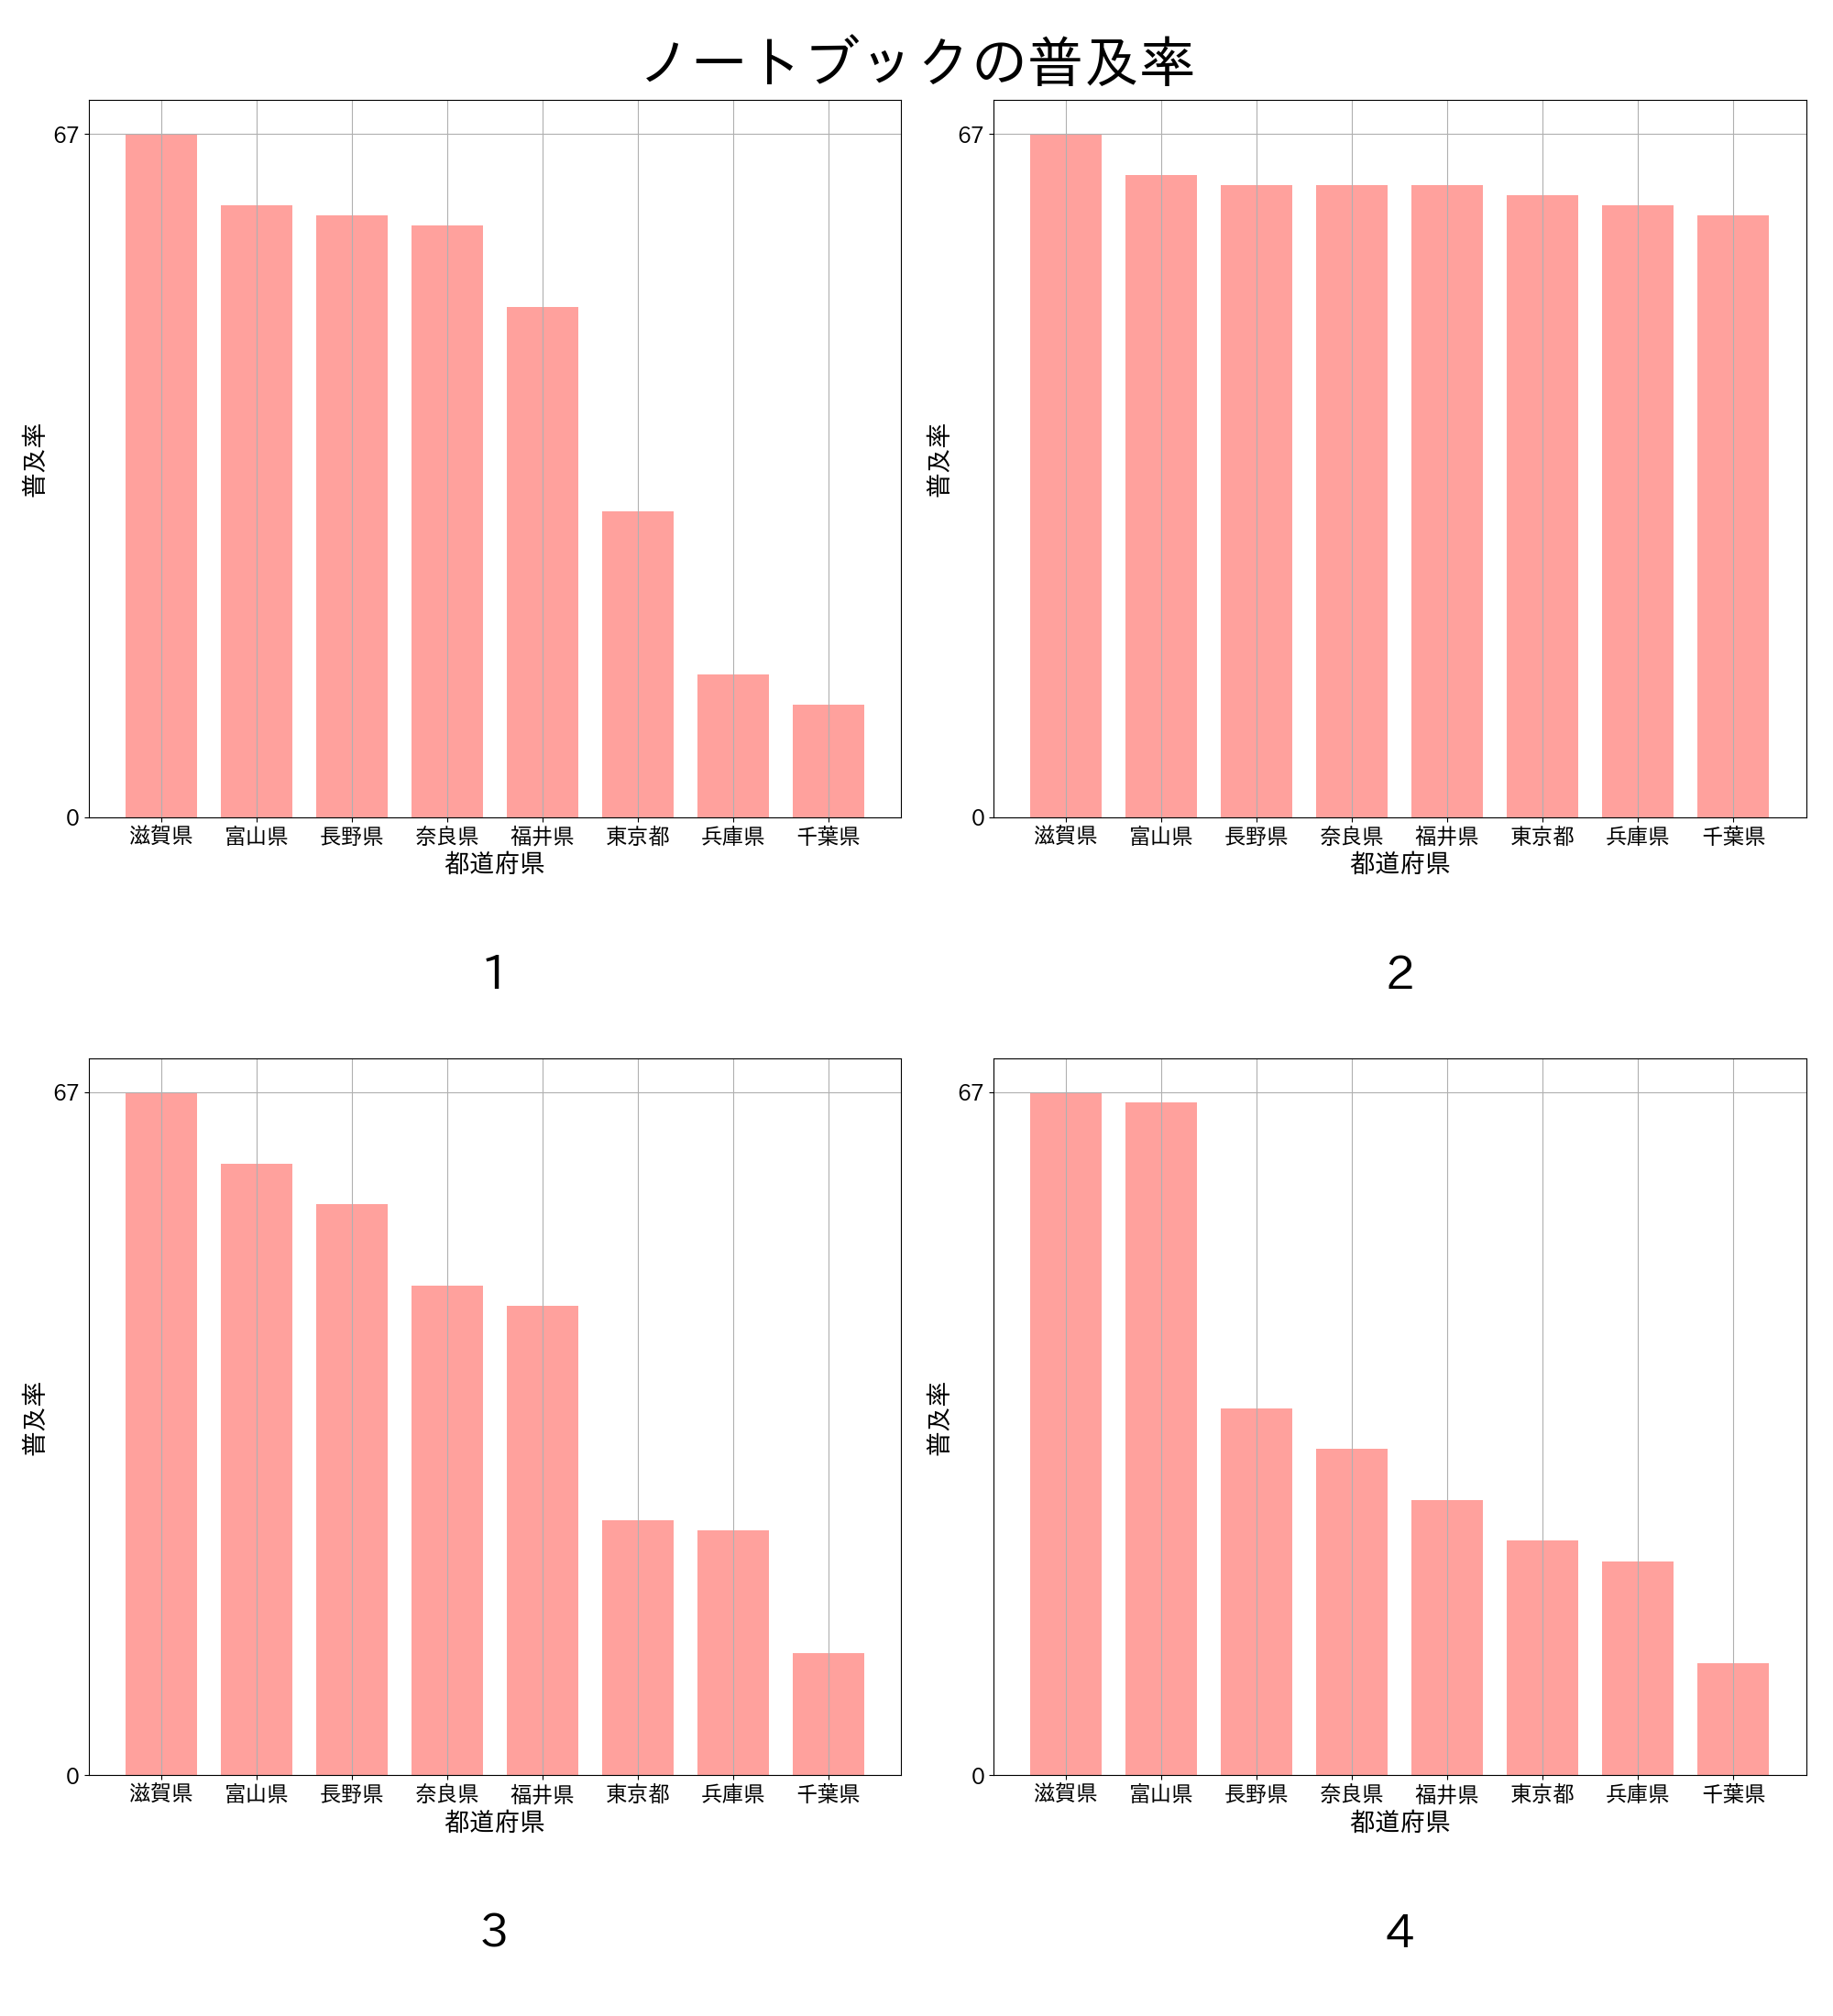 ノートブックの普及率
67
0
普及率
滋賀県 富山県 長野県 奈良県 福井県 東京都 兵庫県 千葉県
都道府県
1
67
0
普及率
滋賀県 富山県 長野県 奈良県 福井県 東京都 兵庫県 千葉県
都道府県
2
67
0
普及率
滋賀県 富山県 長野県 奈良県 福井県 東京都 兵庫県 千葉県
都道府県
3
67
0
普及率
滋賀県 富山県 長野県 奈良県 福井県 東京都 兵庫県 千葉県
都道府県
4